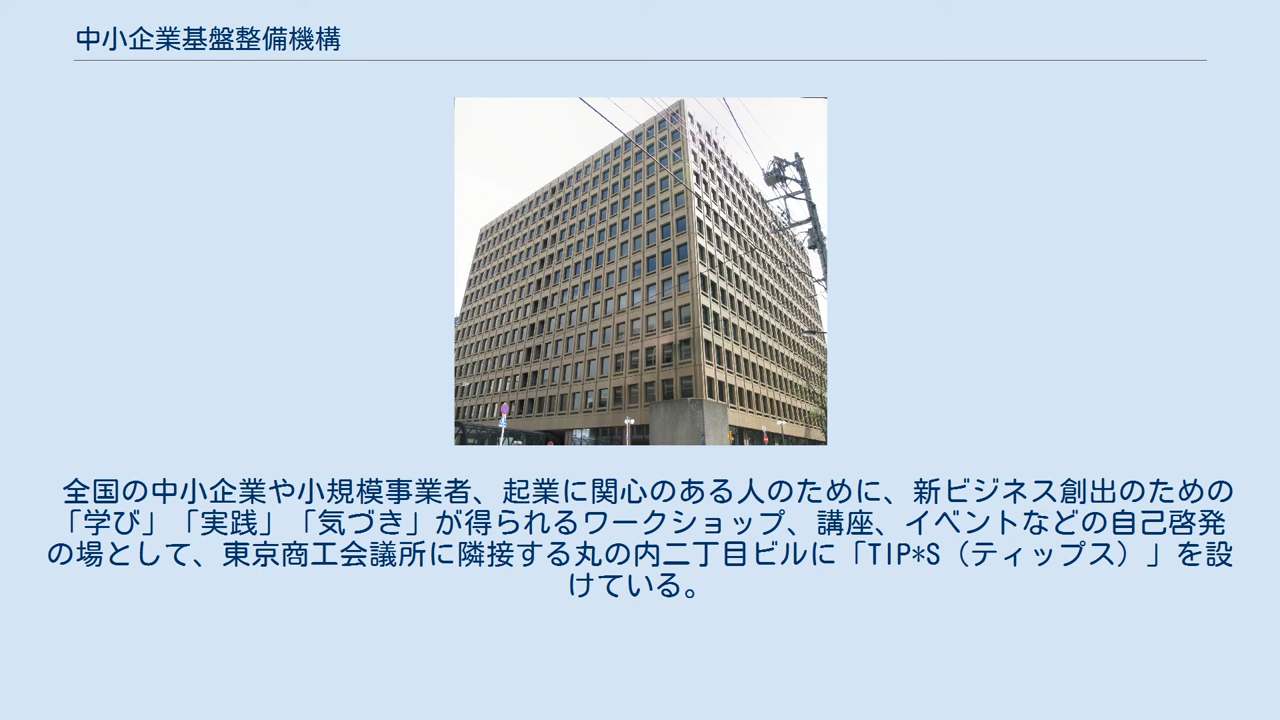 中小企業基盤整備機構
全国の中小企業や小規模事業者、起業に関心のある人のために、新ビジネス創出のための
「学び」「実践」「気づき」が得られるワークショップ、講座、イベントなどの自己啓発
の場として、東京商工会議所に隣接する丸の内二丁目ビルに「TIP*S（ティップス）」を設
けている。